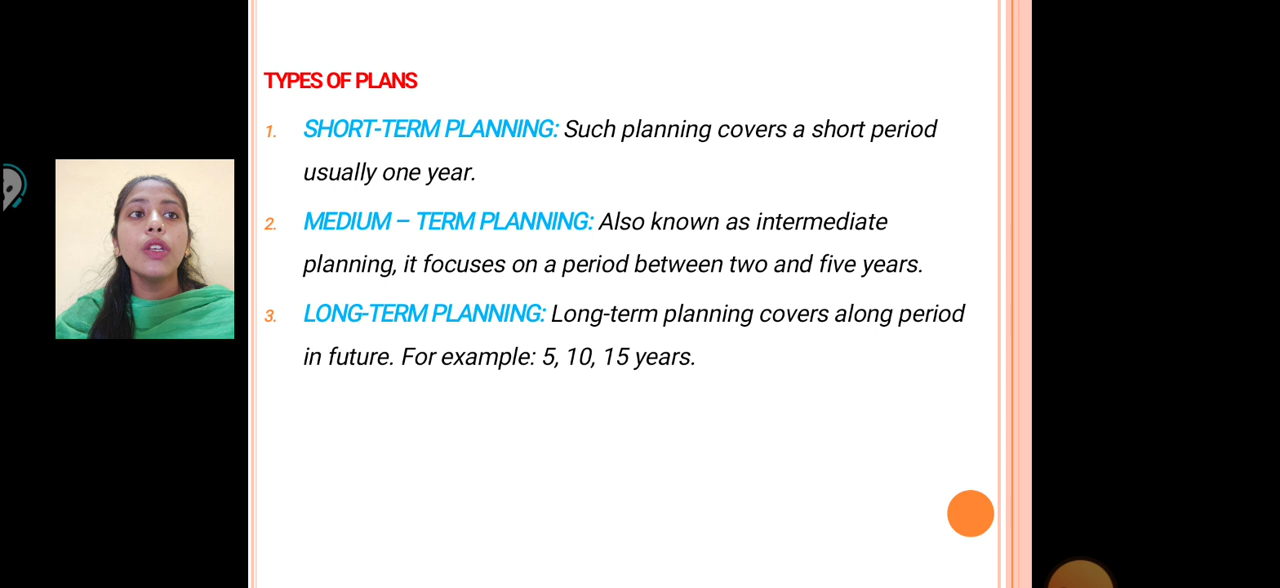 TYPES OF PLANS
1. SHORT-TERM PLANNING: Such planning covers a short period
usually one year.
2. MEDIUM – TERM PLANNING: Also known as intermediate
planning, it focuses on a period between two and five years.
3. LONG-TERM PLANNING: Long-term planning covers along period
in future. For example: 5, 10, 15 years.